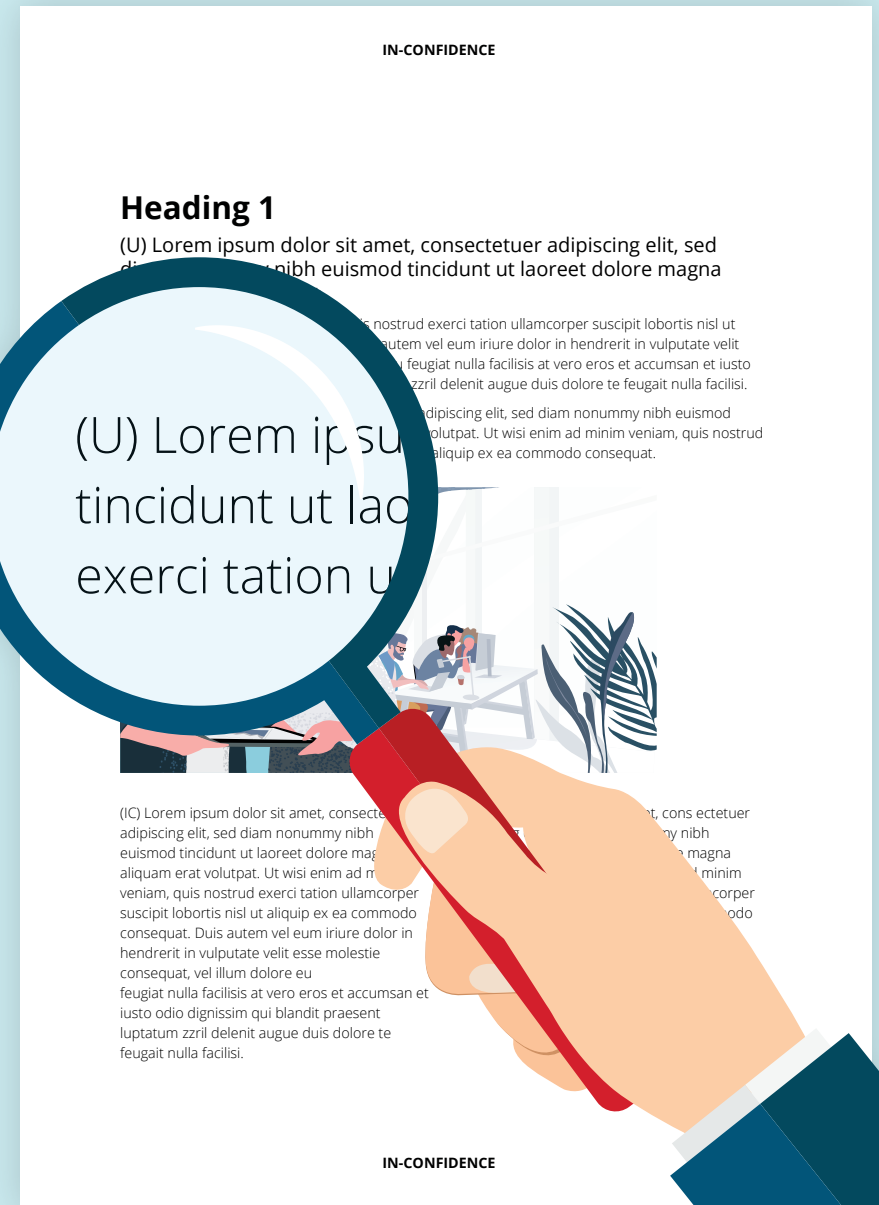 IN-CONFIDENCE
Heading 1
(U) Lorem ipsum dolor sit amet, consectetuer adipiscing elit, sed
nibh euismod tincidunt ut laoreet dolore magna
nostrud exerci tation ullamcorper suscipit lobortis nisl ut
autem vel eum iriure dolor in hendrerit in vulputate velit
feugiat nulla facilisis at vero eros et accumsan et iusto
zzril delenit augue duis dolore te feugait nulla facilisi.
adipiscing elit, sed diam nonummy nibh euismod
volutpat. Ut wisi enim ad minim veniam, quis nostrud
aliquip ex ea commodo consequat.
(U) Lorem ipsu
tincidunt ut lao
exerci tation u
(IC) Lorem ipsum dolor sit amet, consecte
adipiscing elit, sed diam nonummy nibh
euismod tincidunt ut laoreet dolore mag
aliquam erat volutpat. Ut wisi enim ad m
veniam, quis nostrud exerci tation ullamcorper
suscipit lobortis nisl ut aliquip ex ea commodo
consequat. Duis autem vel eum iriure dolor in
hendrerit in vulputate velit esse molestie
consequat, vel illum dolore eu
feugiat nulla facilisis at vero eros et accumsan et
iusto odio dignissim qui blandit praesent
luptatum zzril delenit augue duis dolore te
feugait nulla facilisi.
cons ectetuer
nibh
magna
minim
corper
odo
IN-CONFIDENCE